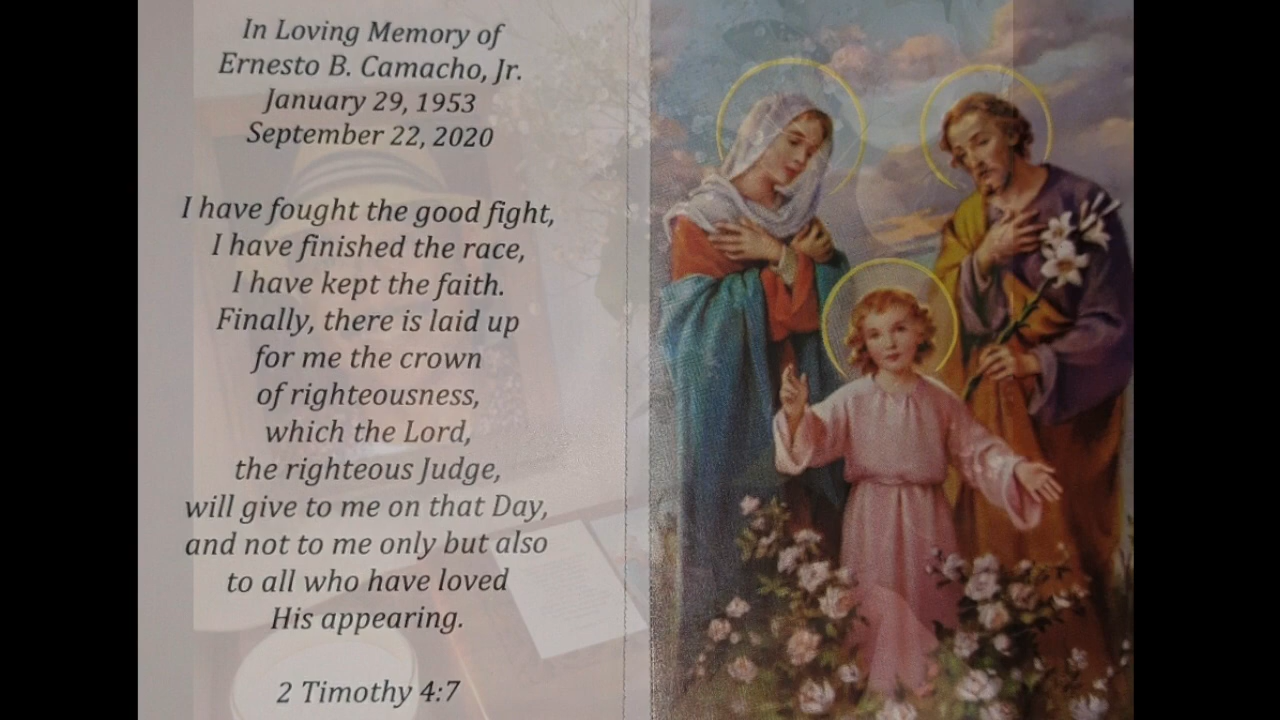 In Loving Memory of
Ernesto B. Camacho, Jr.
January 29, 1953
September 22, 2020
I have fought the good fight,
I have finished the race,
I have kept the faith.
Finally, there is laid up
for me the crown
of righteousness,
which the Lord,
the righteous Judge,
will give to me on that Day,
and not to me only but also
to all who have loved
His appearing.
2 Timothy 4:7